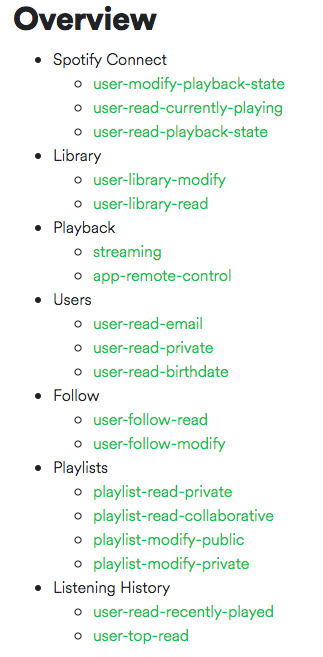 Overview
Spotify Connect
user-modify-playback-state
user-read-currently-playing
user-read-playback-state
Library
user-library-modify
user-library-read
Playback
streaming
app-remote-control
Users
user-read-email
user-read-private
user-read-birthdate
Follow
user-follow-read
user-follow-modify
Playlists
playlist-read-private
playlist-read-collaborative
playlist-modify-public
playlist-modify-private
Listening History
user-read-recently-played
user-top-read